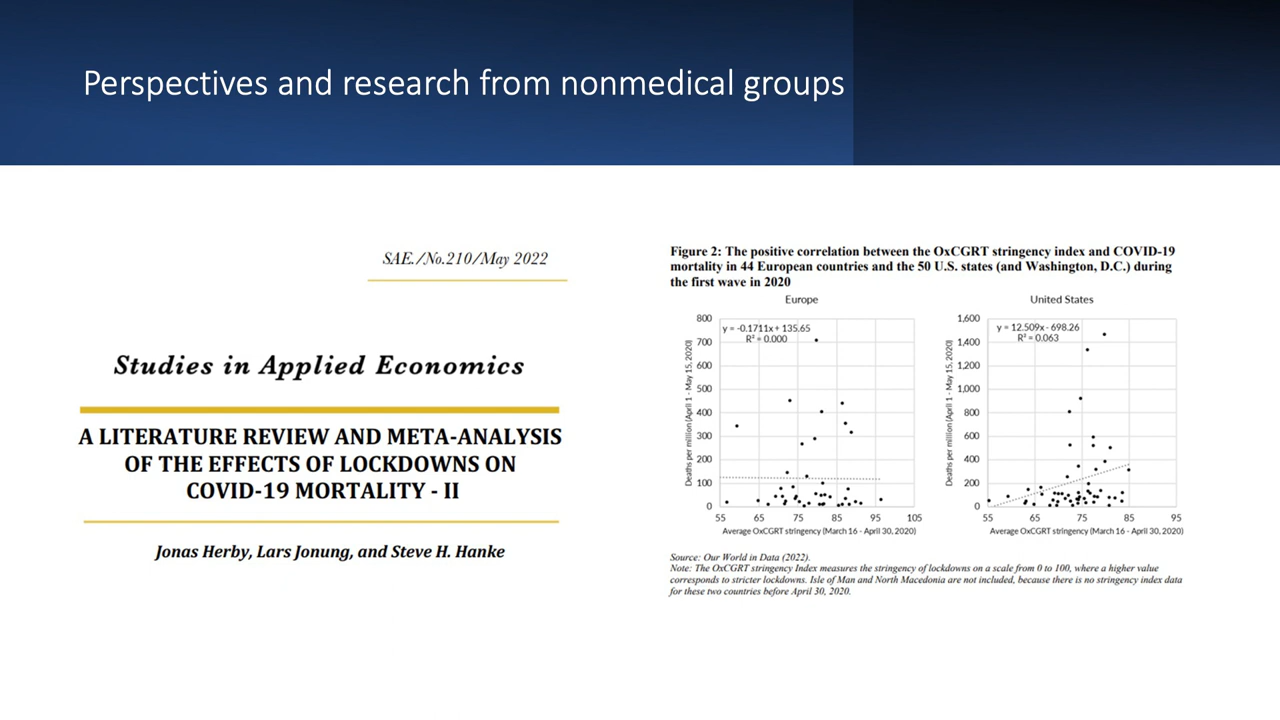 Perspectives and research from nonmedical groups
SAE./No.210/May 2022
Studies in Applied Economics
A LITERATURE REVIEW AND META-ANALYSIS
OF THE EFFECTS OF LOCKDOWNS ON
COVID-19 MORTALITY - II
Jonas Herby, Lars Jonung, and Steve H. Hanke
Figure 2: The positive correlation between the OxCGRT stringency index and COVID-19
mortality in 44 European countries and the 50 U.S. states (and Washington, D.C.) during
the first wave in 2020
Europe
800
700
600
500
400
300
200
100
0
y = -0.1711x + 135.65
R² = 0.000
Deaths per million (April 1 - May 15, 2020)
55 65 75 85 95 105
Average OxCGRT stringency (March 16 - April 30, 2020)
United States
1,600
1,400
1,200
1,000
800
600
400
200
0
y = 12.509x - 698.26
R² = 0.063
Deaths per million (April 1 - May 15, 2020)
55 65 75 85 95
Average OxCGRT stringency (March 16 - April 30, 2020)
Source: Our World in Data (2022).
Note: The OxCGRT stringency Index measures the stringency of lockdowns on a scale from 0 to 100, where a higher value
corresponds to stricter lockdowns. Isle of Man and North Macedonia are not included, because there is no stringency index data
for these two countries before April 30, 2020.